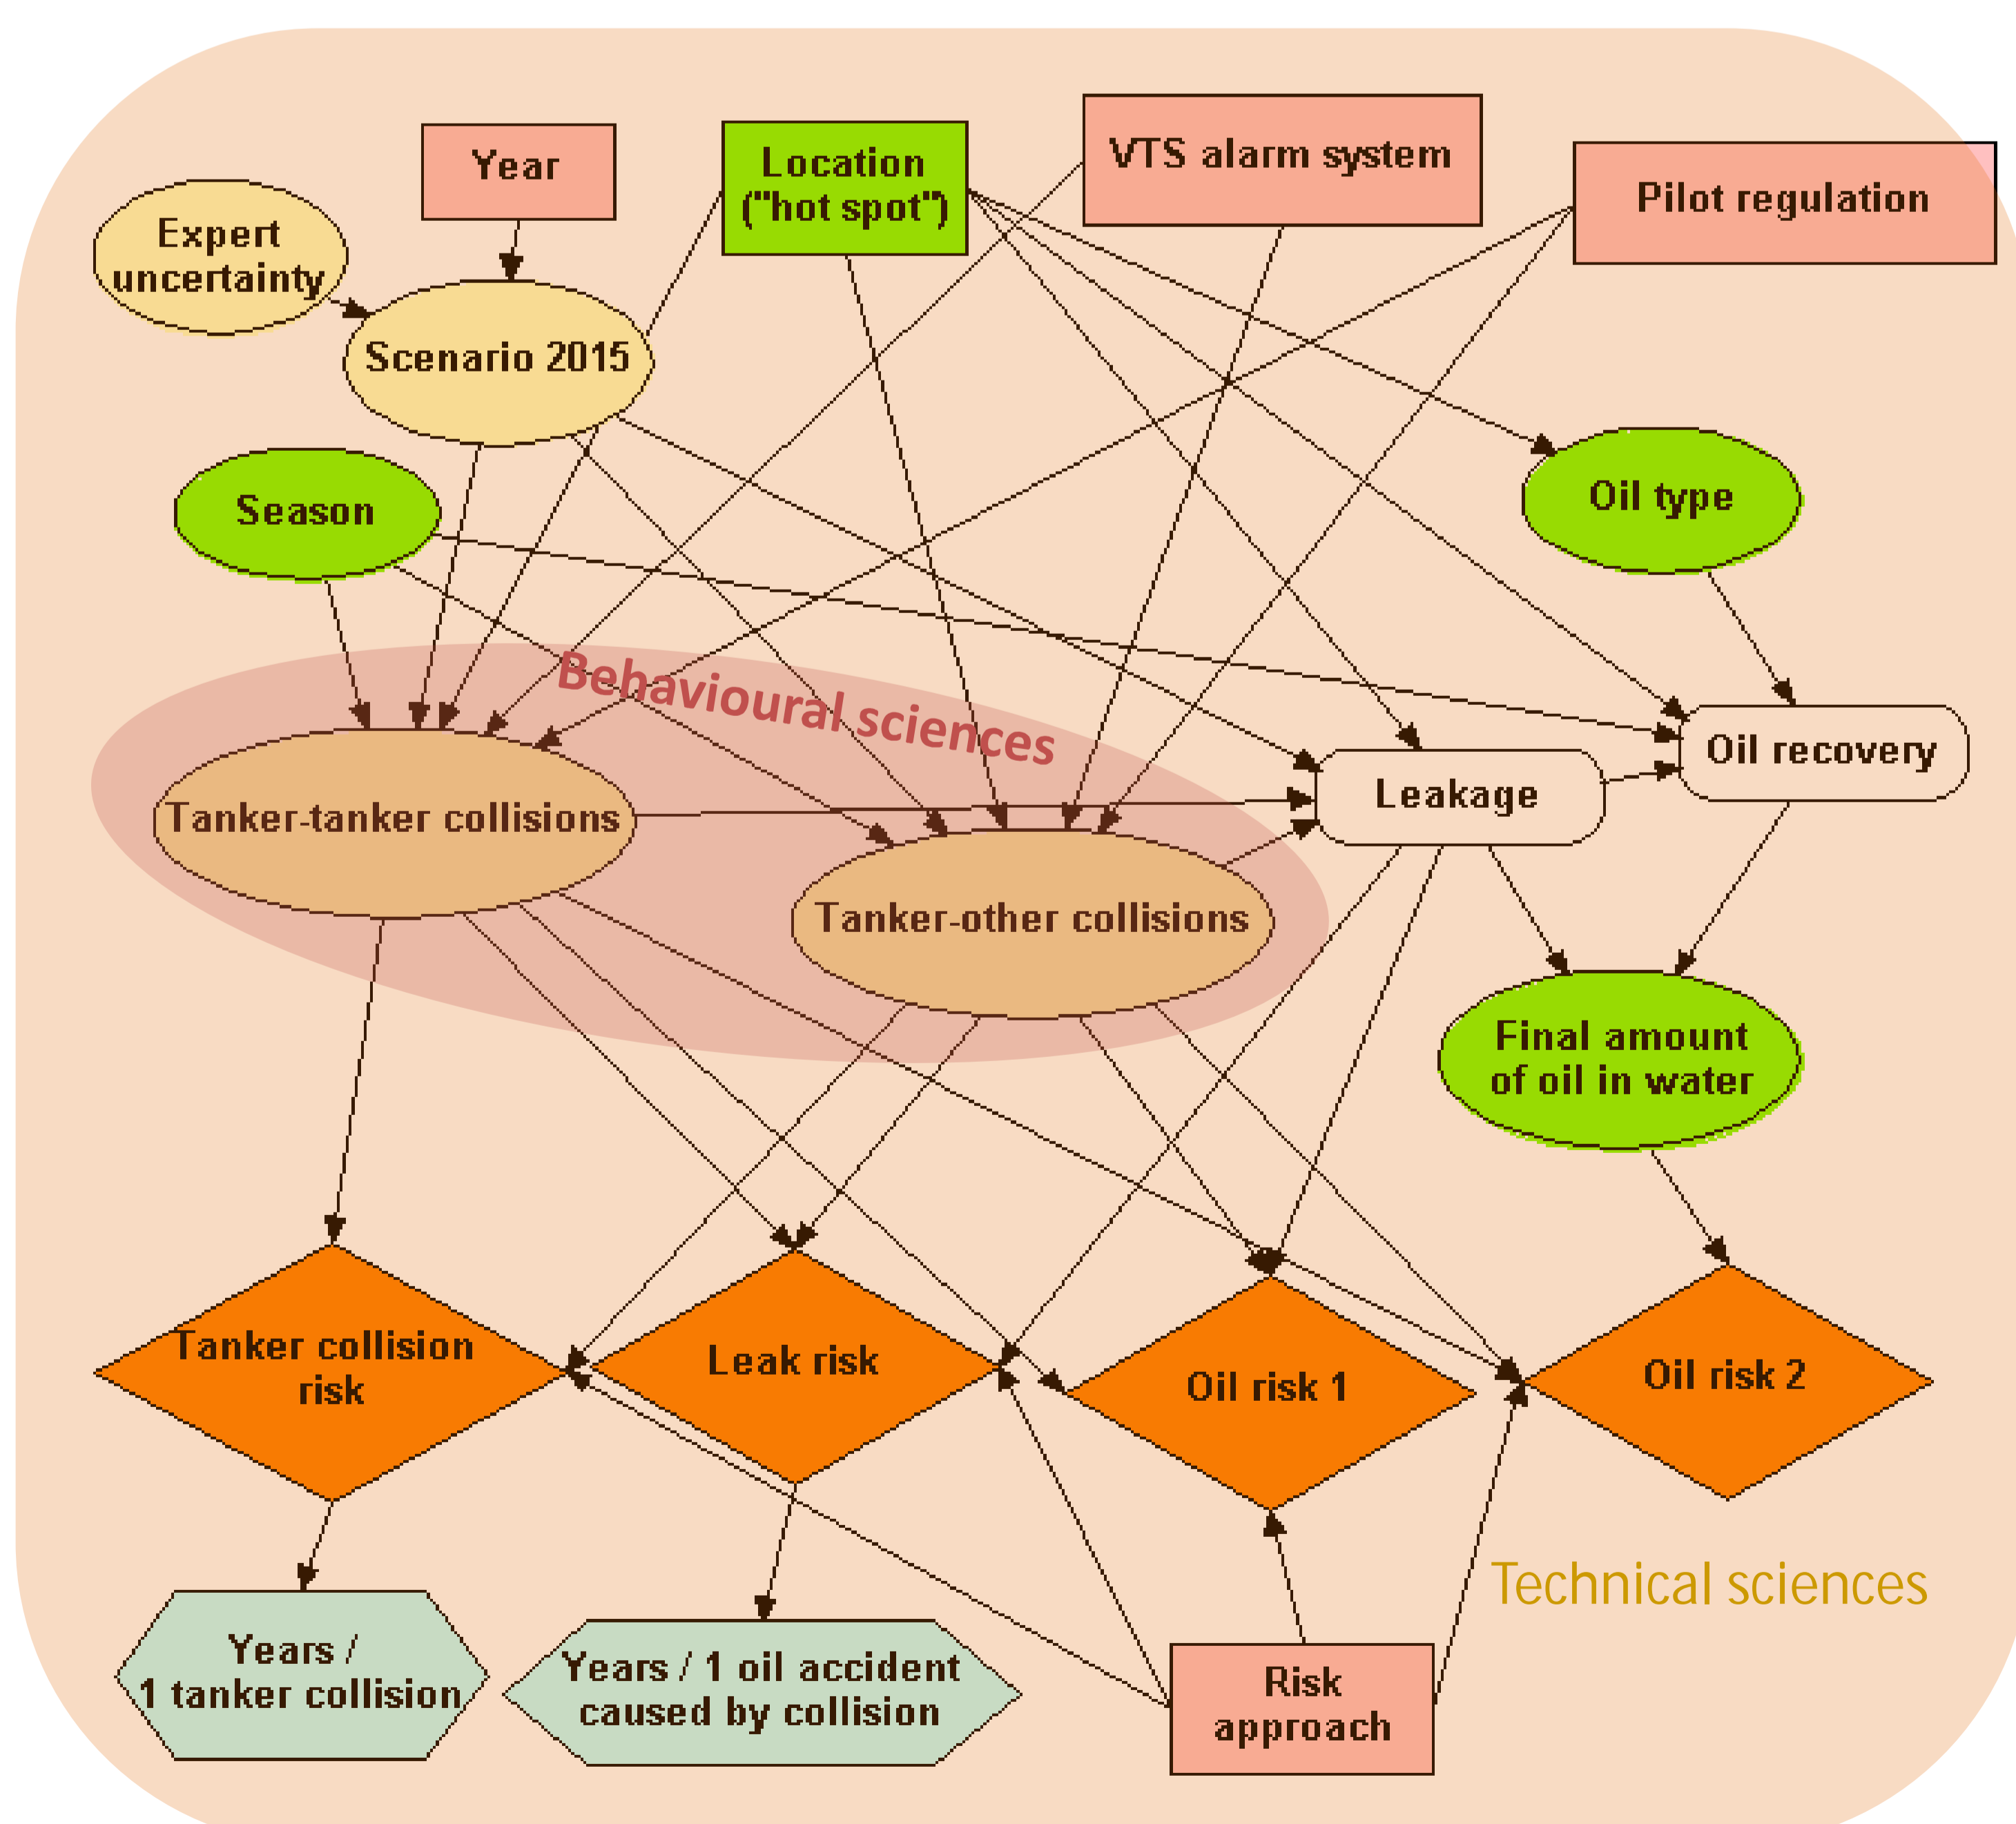 Year
Location
("hot spot")
VTS alarm system
Pilot regulation
Expert
uncertainty
Scenario 2015
Season
Oil type
Behavioural sciences
Tanker-tanker collisions
Tanker-other collisions
Leakage
Oil recovery
Final amount
of oil in water
Tanker collision
risk
Leak risk
Oil risk 1
Oil risk 2
Technical sciences
Years /
1 tanker collision
Years / 1 oil accident
caused by collision
Risk
approach